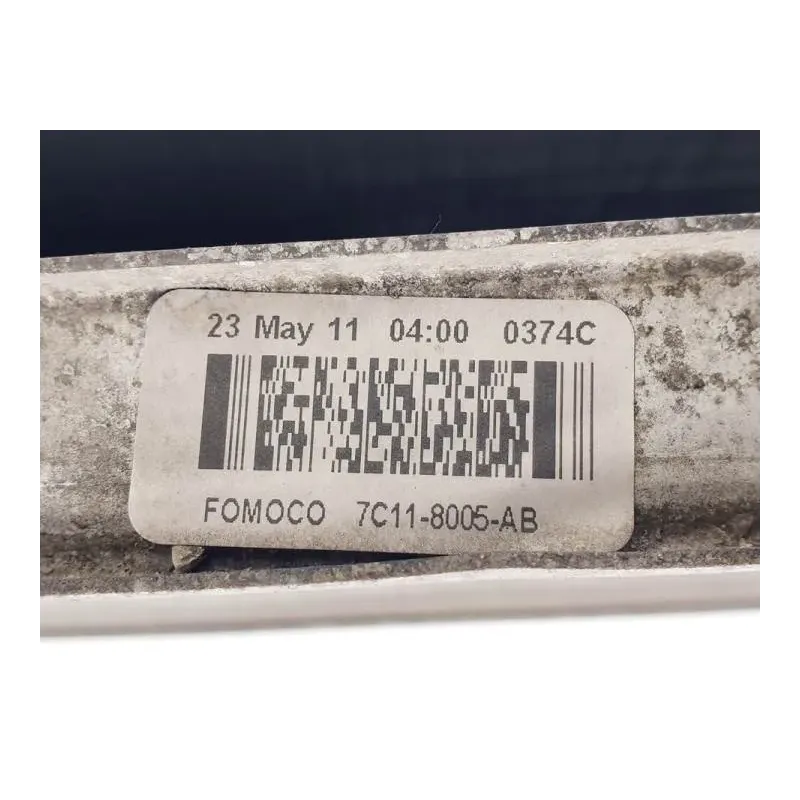 23 May 11 04:00 0374C
FOMOCO 7C11-8005-AB